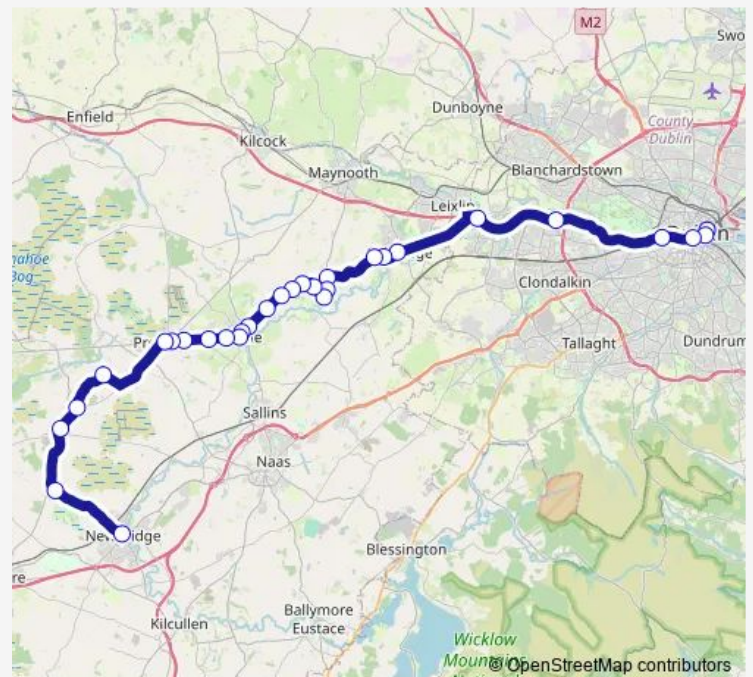 M2
Swo
Dunboyne
Enfield
County
Dublin
Kilcock
Blanchardstown
Maynooth
Leixlip
Clondalkin
Tallaght
Dundrum
Sallins
Naas
Blessington
Ballymore
Eustace
Kilcullen
Wicklow
© OpenStreetMap contributors